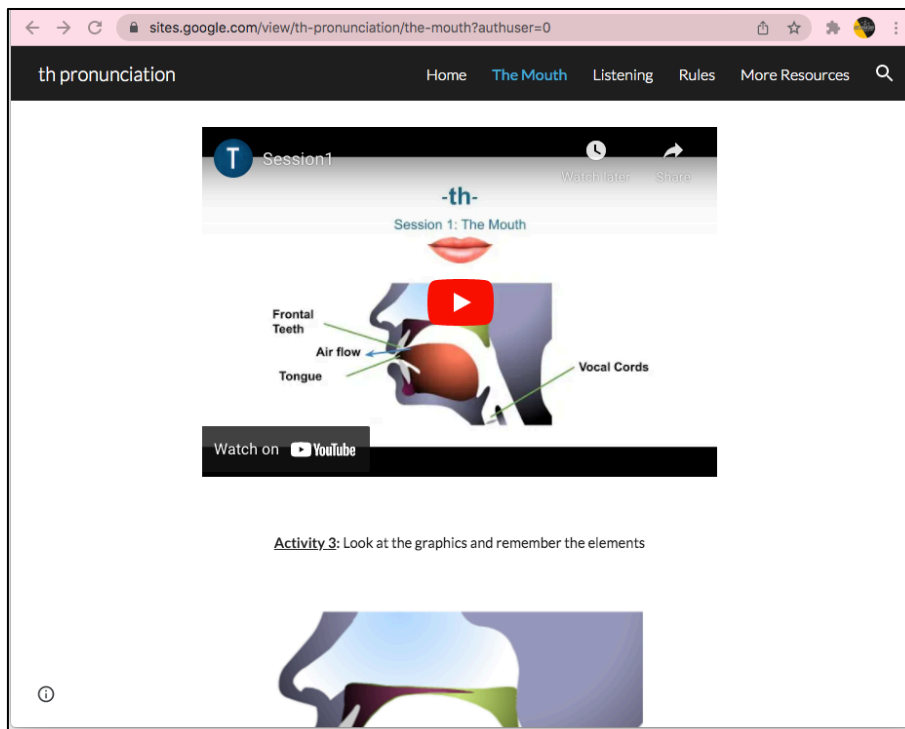 sites.google.com/view/th-pronunciation/the-mouth?authuser=0
th pronunciation Home The Mouth Listening Rules More Resources
T Session1
Watch later Share
-th-
Session 1: The Mouth
Frontal
Teeth
Air flow
Tongue
Vocal Cords
Watch on YouTube
Activity 3: Look at the graphics and remember the elements